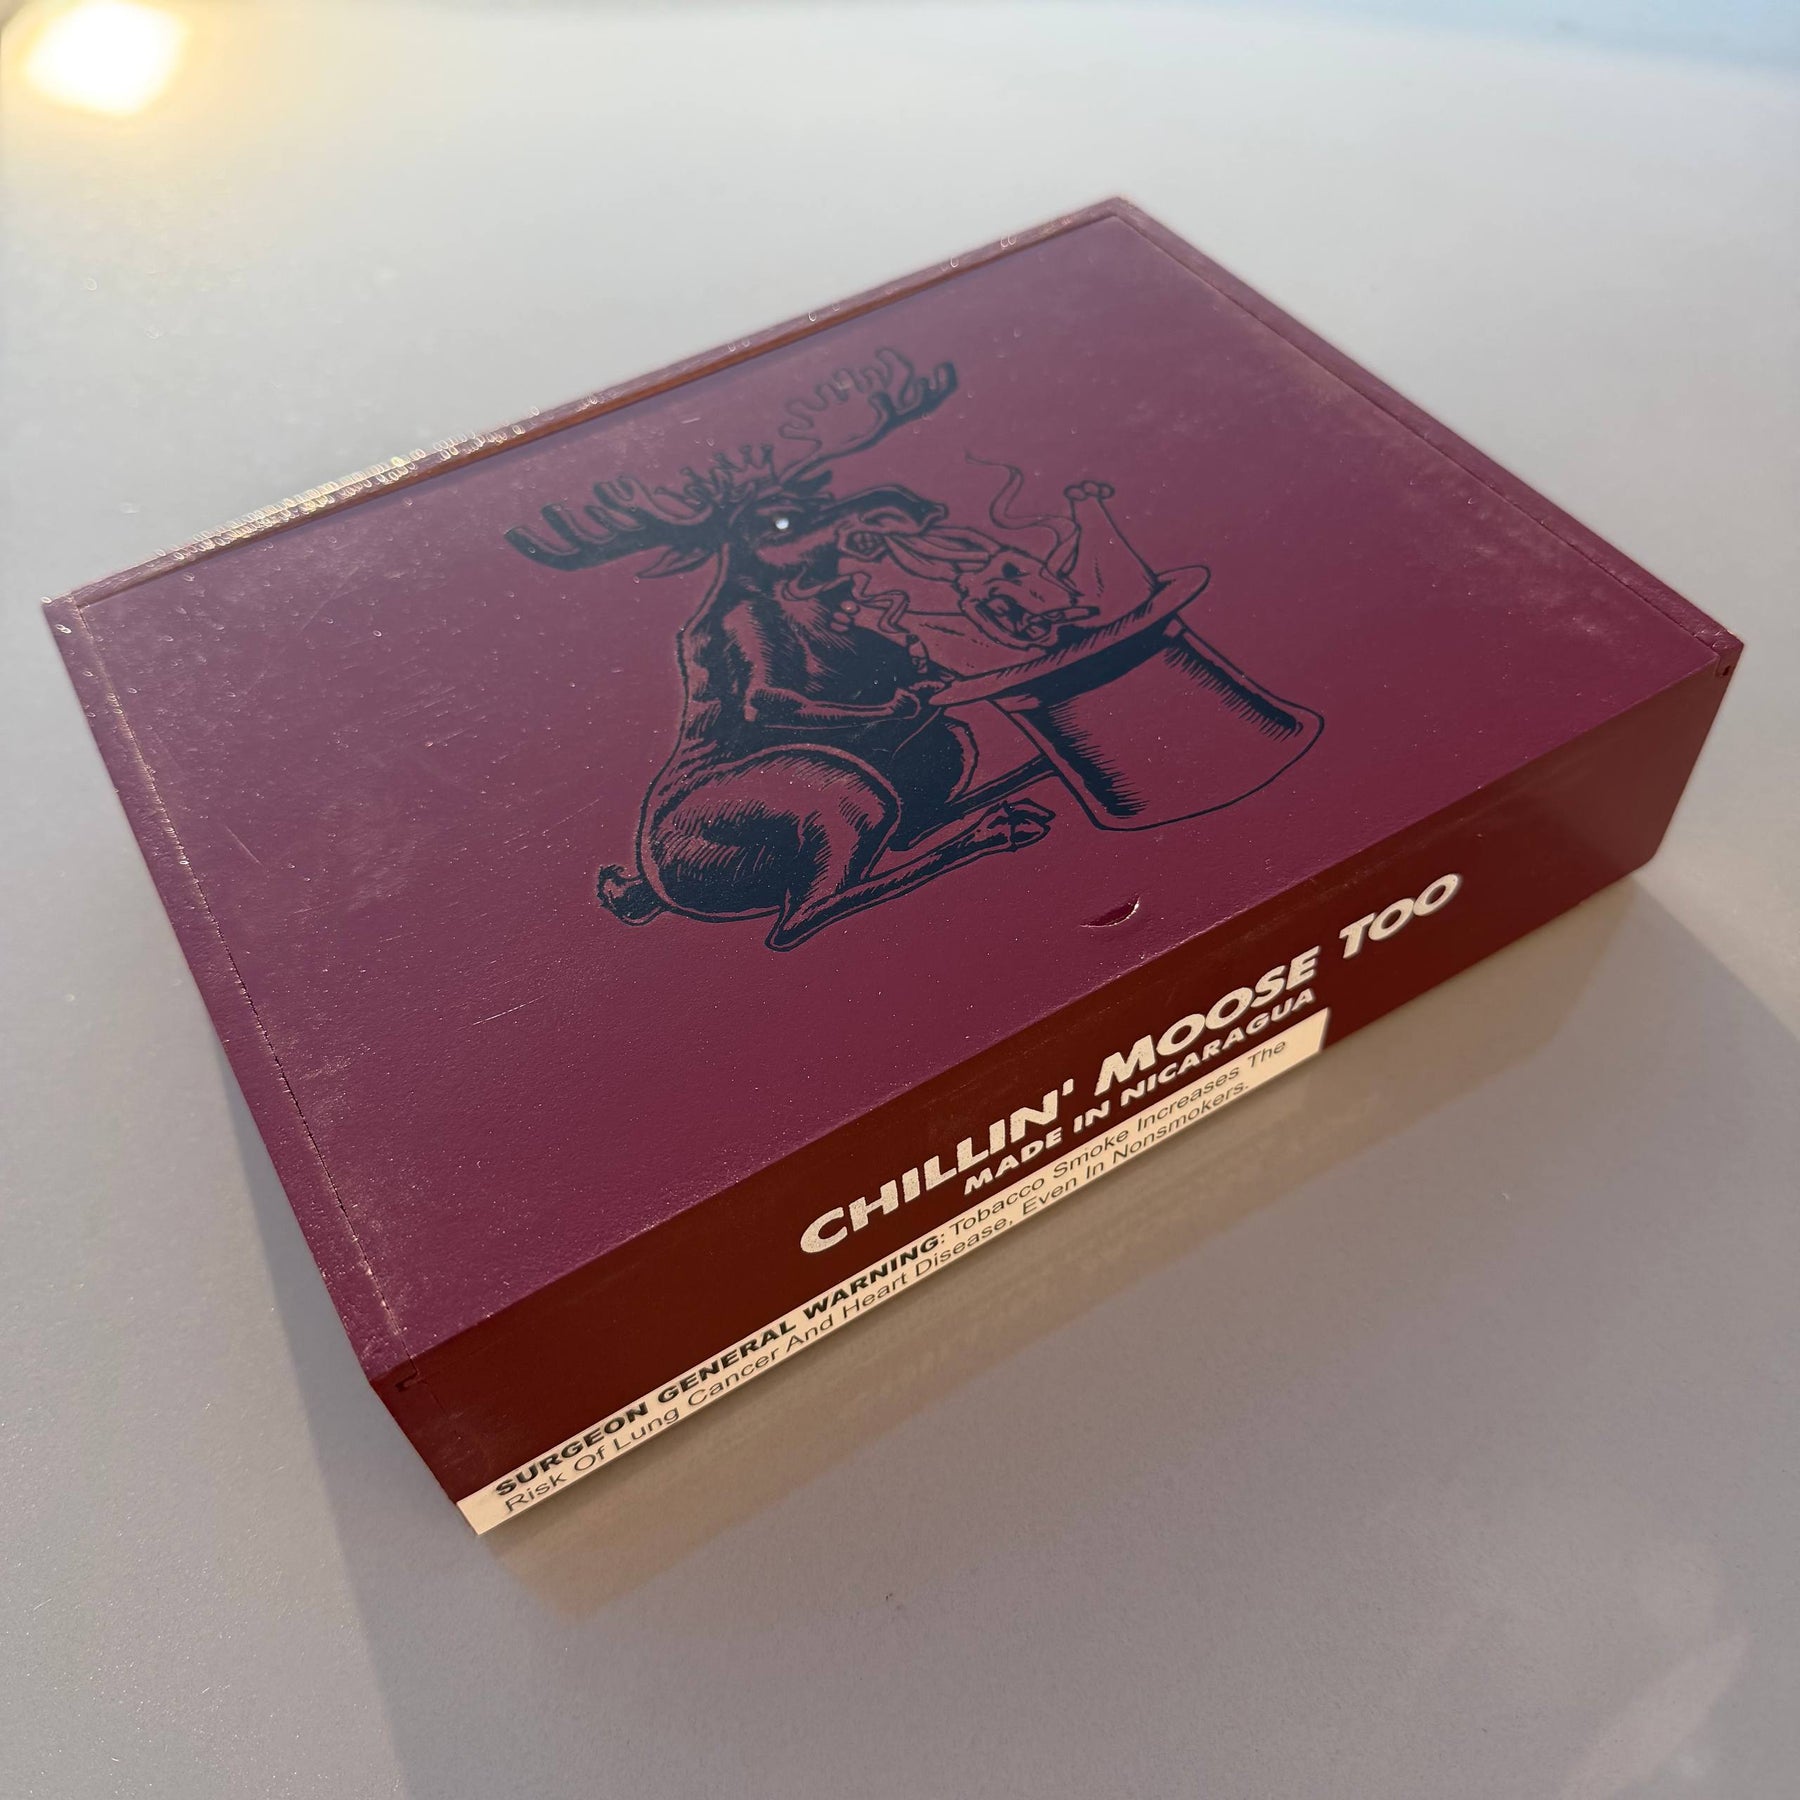 CHILLIN' MOOSE TOO
MADE IN NICARAGUA
SURGEON GENERAL WARNING: Tobacco Smoke Increases The
Risk Of Lung Cancer And Heart Disease, Even In Nonsmokers.